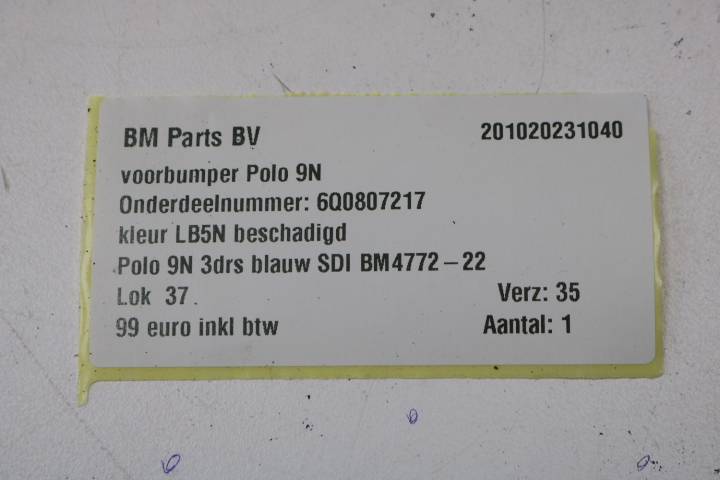 BM Parts BV 201020231040
voorbumper Polo 9N
Onderdeelnummer: 6Q0807217
kleur LB5N beschadigd
Polo 9N 3drs blauw SDI BM4772-22
Lok 37 Verz: 35
99 euro inkl btw Aantal: 1